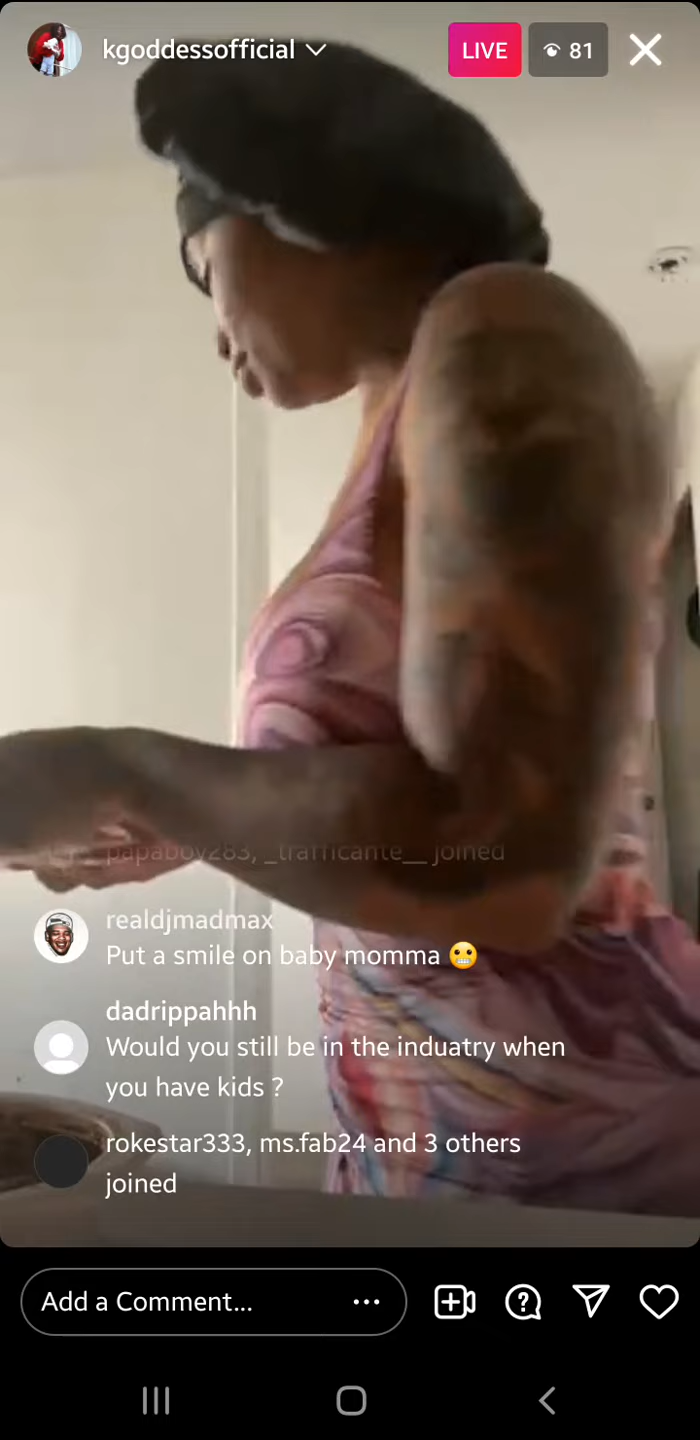 kgoddessofficial
LIVE
81
papaboy283, _trafficante__ joined
realdjmadmax
Put a smile on baby momma 😬
dadrippahhh
Would you still be in the induatry when
you have kids ?
rokestar333, ms.fab24 and 3 others
joined
Add a Comment...